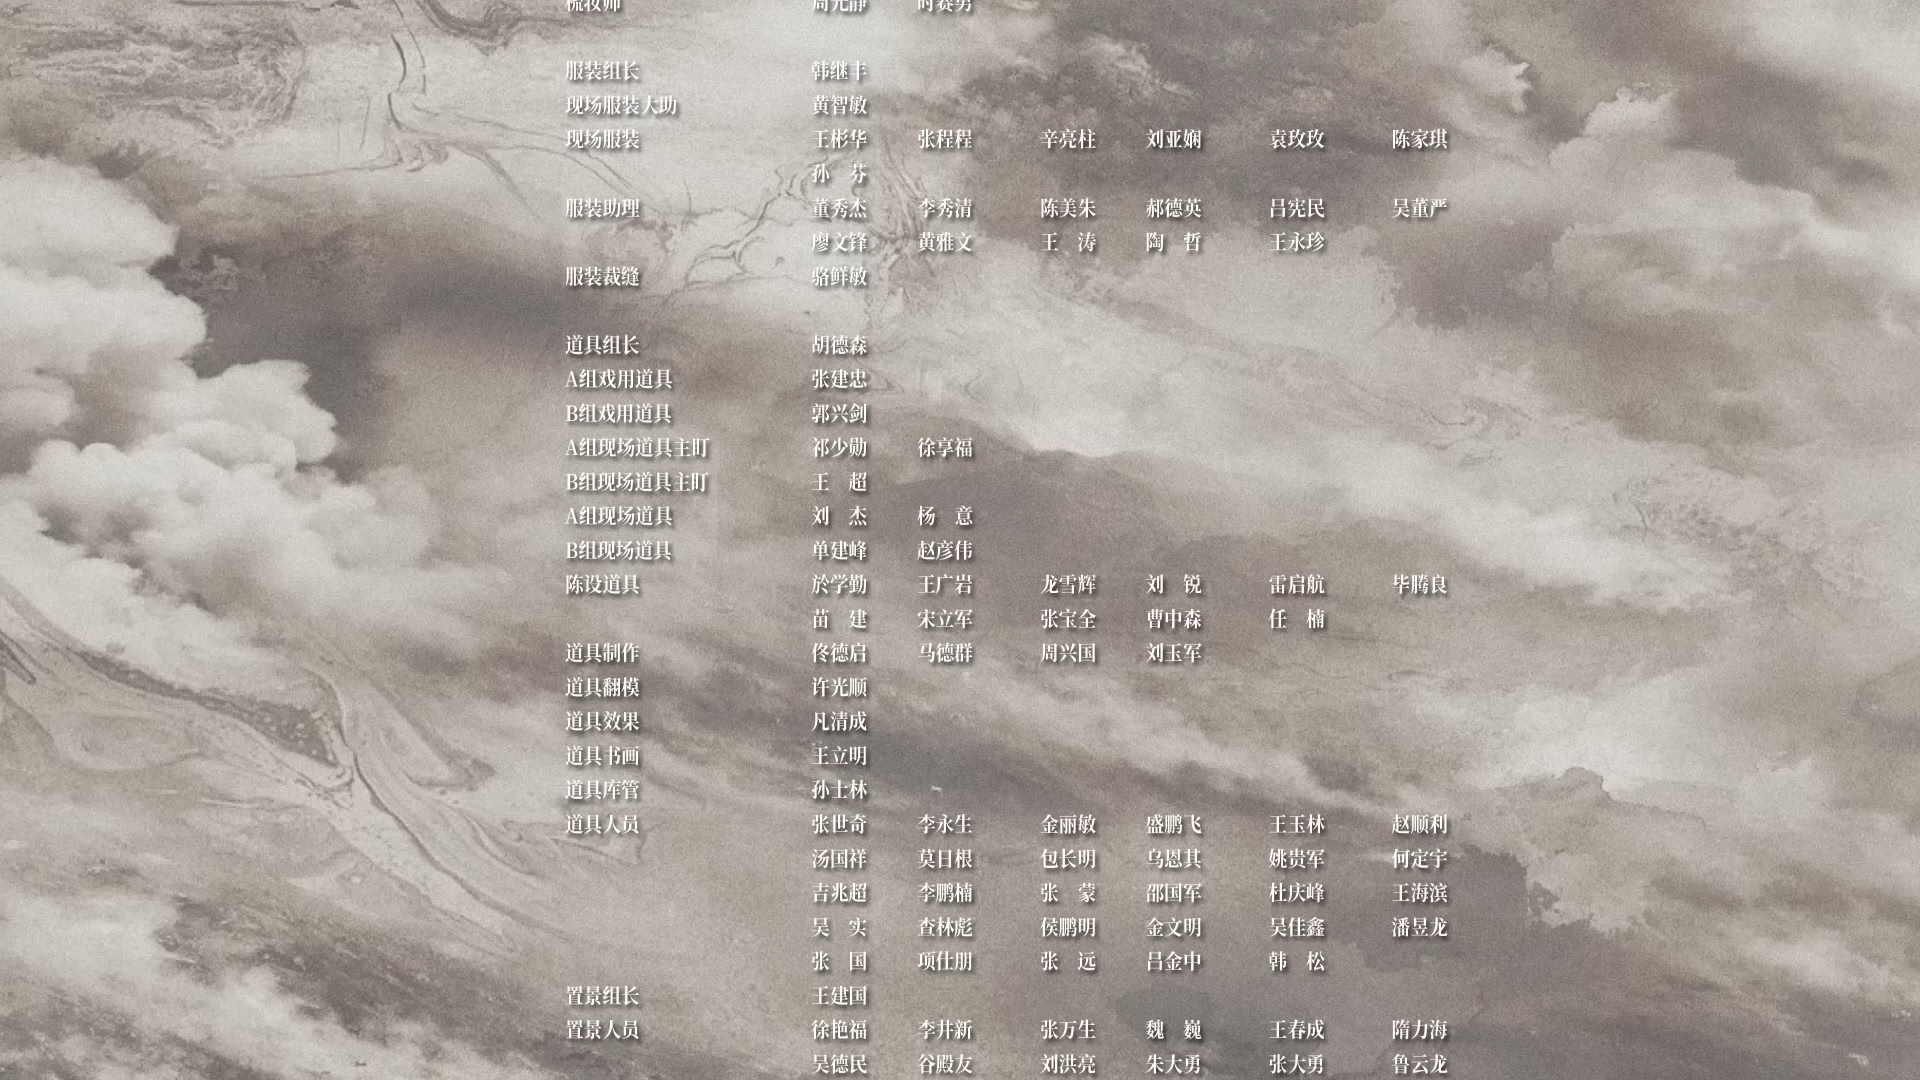 梳妆师 周元静 时赛男
服装组长 韩继丰
现场服装大助 黄智敏
现场服装 王彬华 张程程 辛亮柱 刘亚娴 袁玫玫 陈家琪
孙　芬
服装助理 董秀杰 李秀清 陈美朱 郝德英 吕宪民 吴董严
廖文锋 黄雅文 王　涛 陶　哲 王永珍
服装裁缝 骆鲜敏
道具组长 胡德森
A组戏用道具 张建忠
B组戏用道具 郭兴剑
A组现场道具主盯 祁少勋 徐享福
B组现场道具主盯 王　超
A组现场道具 刘　杰 杨　意
B组现场道具 单建峰 赵彦伟
陈设道具 於学勤 王广岩 龙雪辉 刘　锐 雷启航 毕腾良
苗　建 宋立军 张宝全 曹中森 任　楠
道具制作 佟德启 马德群 周兴国 刘玉军
道具翻模 许光顺
道具效果 凡清成
道具书画 王立明
道具库管 孙士林
道具人员 张世奇 李永生 金丽敏 盛鹏飞 王玉林 赵顺利
汤国祥 莫日根 包长明 乌恩其 姚贵军 何定宇
吉兆超 李鹏楠 张　蒙 邵国军 杜庆峰 王海滨
吴　实 查林彪 侯鹏明 金文明 吴佳鑫 潘昱龙
张　国 项仕朋 张　远 吕金中 韩　松
置景组长 王建国
置景人员 徐艳福 李井新 张万生 魏　巍 王春成 隋力海
吴德民 谷殿友 刘洪亮 朱大勇 张大勇 鲁云龙